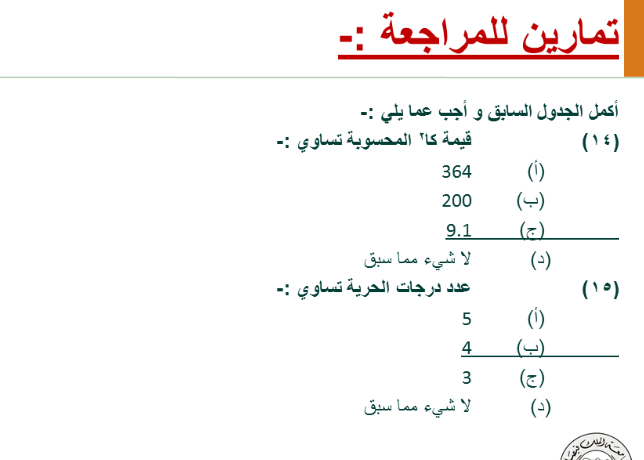 تمارين للمراجعة :-
أكمل الجدول السابق و أجب عما يلي :-
(١٤) قيمة كا٢ المحسوبة تساوي :-
(أ) 364
(ب) 200
(ج) 9.1
(د) لا شيء مما سبق
(١٥) عدد درجات الحرية تساوي :-
(أ) 5
(ب) 4
(ج) 3
(د) لا شيء مما سبق